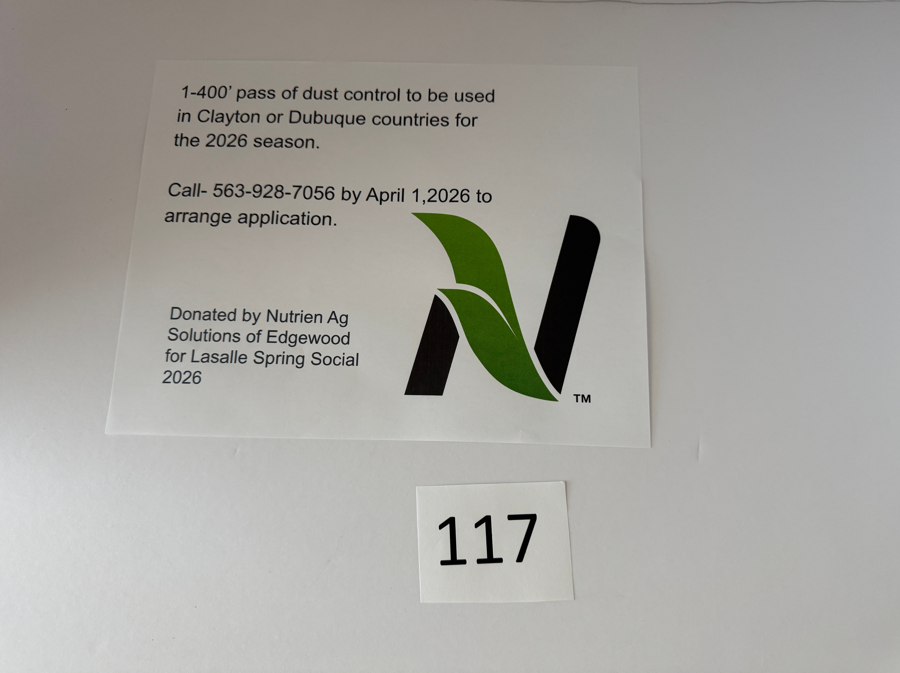 1-400' pass of dust control to be used
in Clayton or Dubuque countries for
the 2026 season.
Call- 563-928-7056 by April 1,2026 to
arrange application.
Donated by Nutrien Ag
Solutions of Edgewood
for Lasalle Spring Social
2026
TM
117